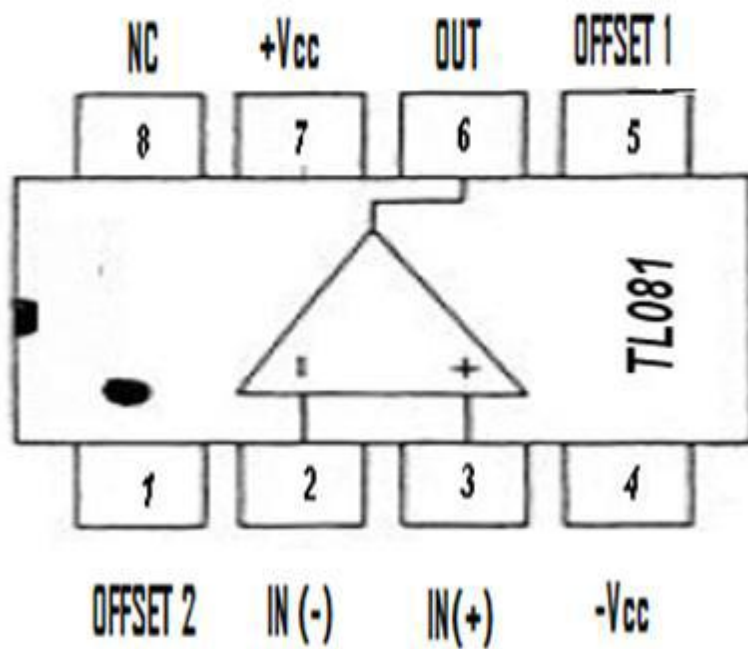 NC +Vcc OUT OFFSET 1
8 7 6 5
TL081
- +
1 2 3 4
OFFSET 2 IN (-) IN(+) -Vcc